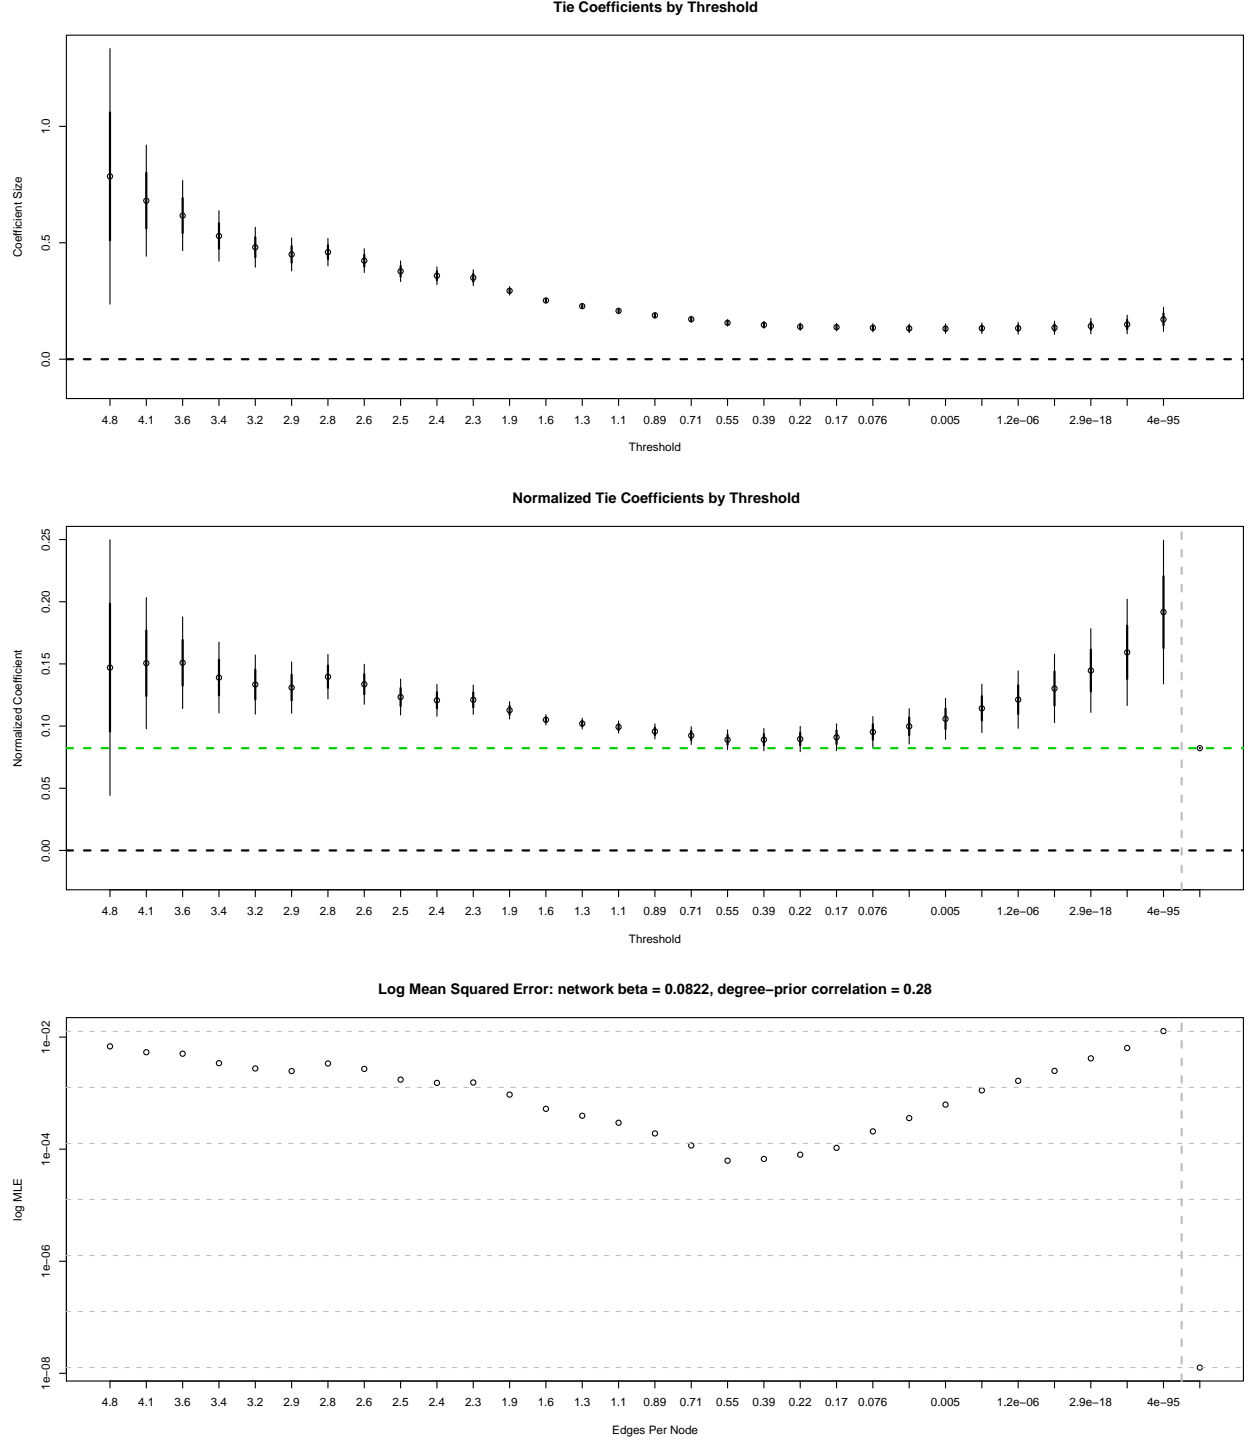 Tie Coefficients by Threshold
Coefficient Size
1.0
0.5
0.0
4.8 4.1 3.6 3.4 3.2 2.9 2.8 2.6 2.5 2.4 2.3 1.9 1.6 1.3 1.1 0.89 0.71 0.55 0.39 0.22 0.17 0.076 0.005 1.2e−06 2.9e−18 4e−95
Threshold
Normalized Tie Coefficients by Threshold
Normalized Coefficient
0.25
0.20
0.15
0.10
0.05
0.00
4.8 4.1 3.6 3.4 3.2 2.9 2.8 2.6 2.5 2.4 2.3 1.9 1.6 1.3 1.1 0.89 0.71 0.55 0.39 0.22 0.17 0.076 0.005 1.2e−06 2.9e−18 4e−95
Threshold
Log Mean Squared Error: network beta = 0.0822, degree−prior correlation = 0.28
log MLE
1e−02
1e−04
1e−06
1e−08
4.8 4.1 3.6 3.4 3.2 2.9 2.8 2.6 2.5 2.4 2.3 1.9 1.6 1.3 1.1 0.89 0.71 0.55 0.39 0.22 0.17 0.076 0.005 1.2e−06 2.9e−18 4e−95
Edges Per Node